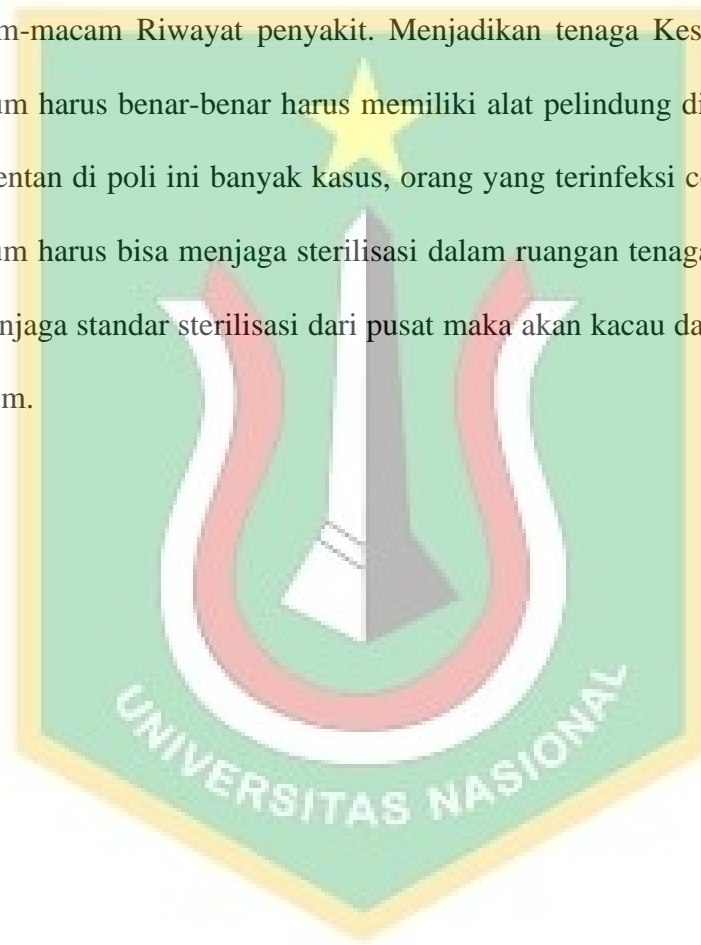 m-macam Riwayat penyakit. Menjadikan tenaga Kes
um harus benar-benar harus memiliki alat pelindung di
entan di poli ini banyak kasus, orang yang terinfeksi c
um harus bisa menjaga sterilisasi dalam ruangan tenaga
njaga standar sterilisasi dari pusat maka akan kacau da
m.
UNIVERSITAS NASIONAL